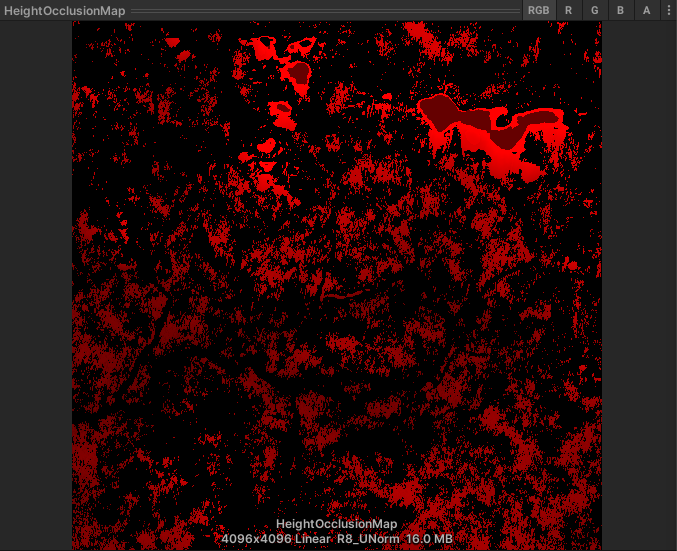 HeightOcclusionMap RGB R G B A
HeightOcclusionMap
4096x4096 Linear R8_UNorm 16.0 MB